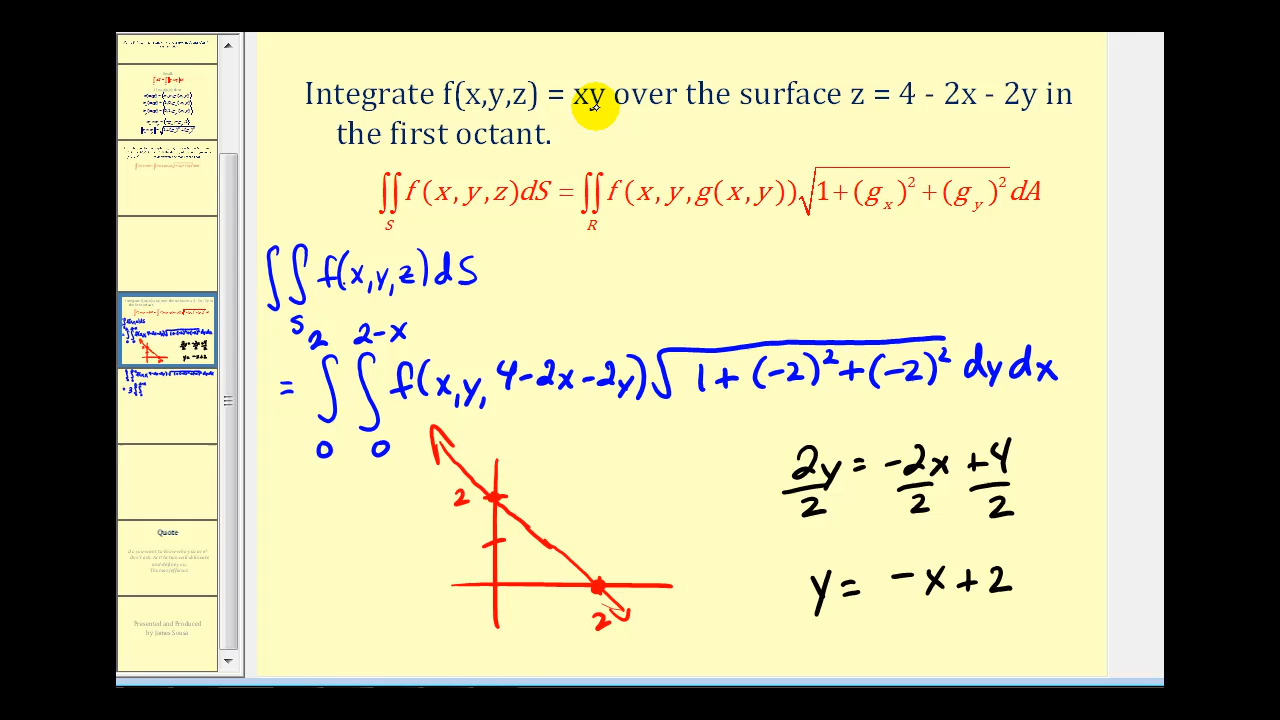 Integrate f(x,y,z) = xy over the surface z = 4 - 2x - 2y in
the first octant.
∬_S f(x, y, z)dS = ∬_R f(x, y, g(x, y))√(1+(g_x)²+(g_y)²) dA
∬_S f(x,y,z)dS
= ∫_0^2 ∫_0^{2-x} f(x,y, 4-2x-2y)√(1+(-2)²+(-2)²) dy dx
2y/2 = -2x/2 +4/2
y = -x+2
2
2
Quote
Presented and Produced
by James Sousa